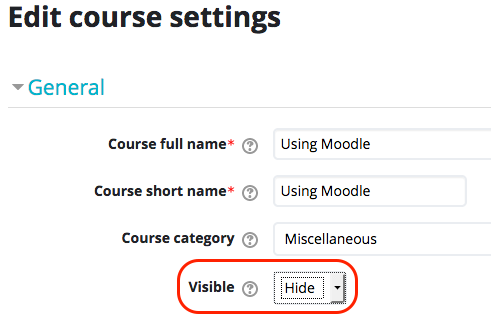 Edit course settings
General
Course full name* Using Moodle
Course short name* Using Moodle
Course category Miscellaneous
Visible Hide